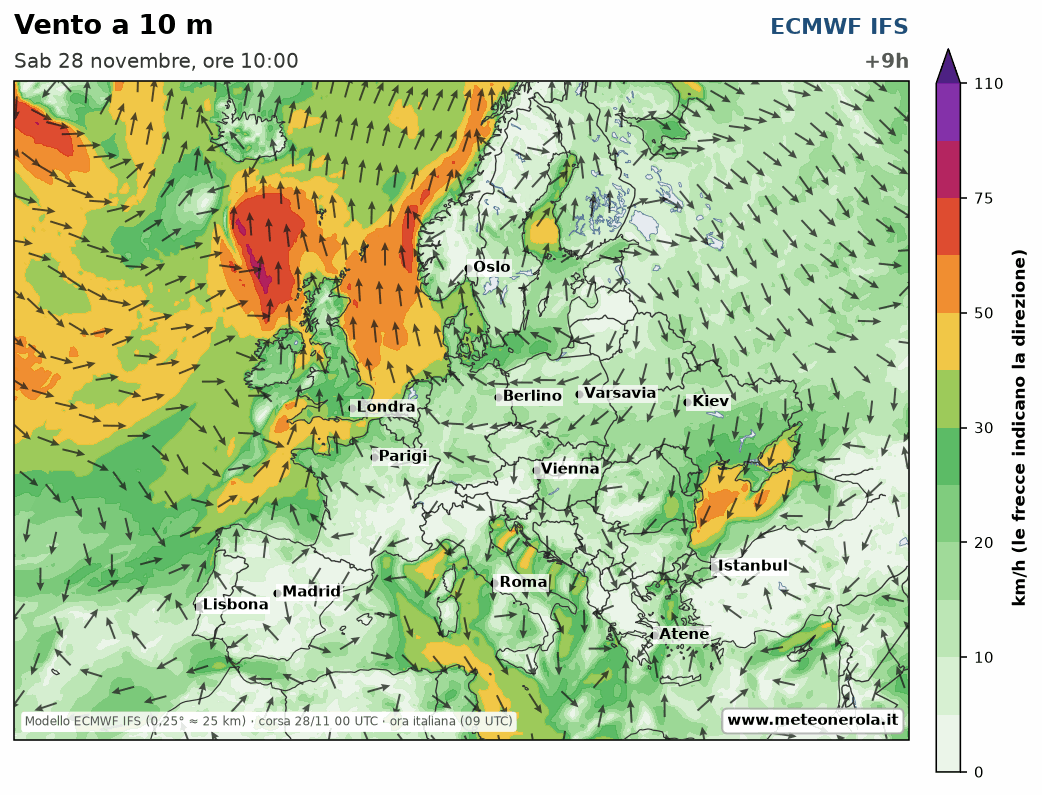 Vento a 10 m
ECMWF IFS
Sab 28 novembre, ore 10:00
+9h
110
75
50
30
20
10
0
km/h (le frecce indicano la direzione)
Oslo
Berlino
Varsavia
Kiev
Londra
Parigi
Vienna
Istanbul
Roma
Madrid
Lisbona
Atene
Modello ECMWF IFS (0,25° ≈ 25 km) · corsa 28/11 00 UTC · ora italiana (09 UTC)
www.meteonerola.it